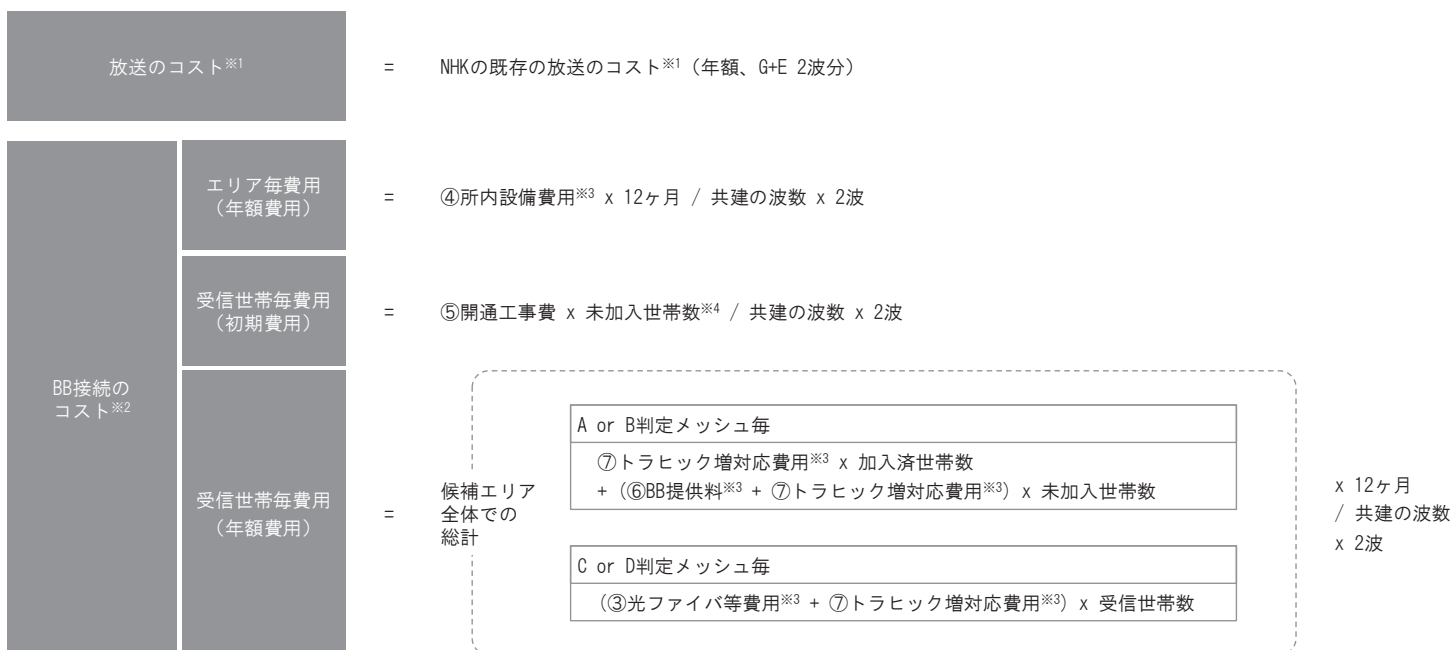 放送のコスト※1
=
NHKの既存の放送のコスト※1（年額、G+E 2波分）
BB接続の
コスト※2
エリア毎費用
（年額費用）
=
④所内設備費用※3 x 12ヶ月 / 共建の波数 x 2波
受信世帯毎費用
（初期費用）
=
⑤開通工事費 x 未加入世帯数※4 / 共建の波数 x 2波
受信世帯毎費用
（年額費用）
=
候補エリア
全体での
総計
A or B判定メッシュ毎
⑦トラヒック増対応費用※3 x 加入済世帯数
+（⑥BB提供料※3 + ⑦トラヒック増対応費用※3）x 未加入世帯数
C or D判定メッシュ毎
（③光ファイバ等費用※3 + ⑦トラヒック増対応費用※3）x 受信世帯数
x 12ヶ月
/ 共建の波数
x 2波